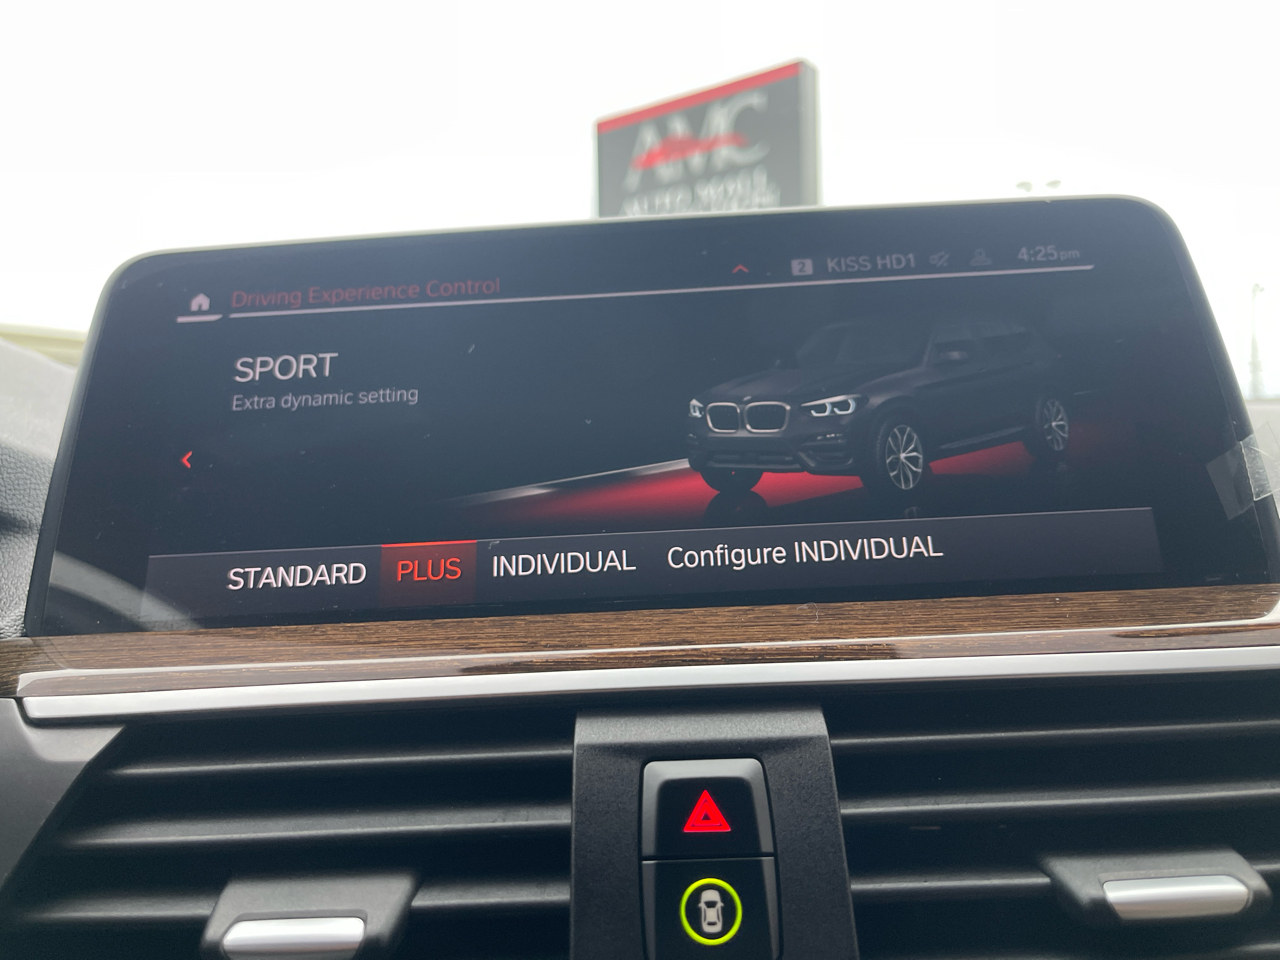 AMC
Driving Experience Control
2 KISS HD1 4:25pm
SPORT
Extra dynamic setting
STANDARD PLUS INDIVIDUAL Configure INDIVIDUAL